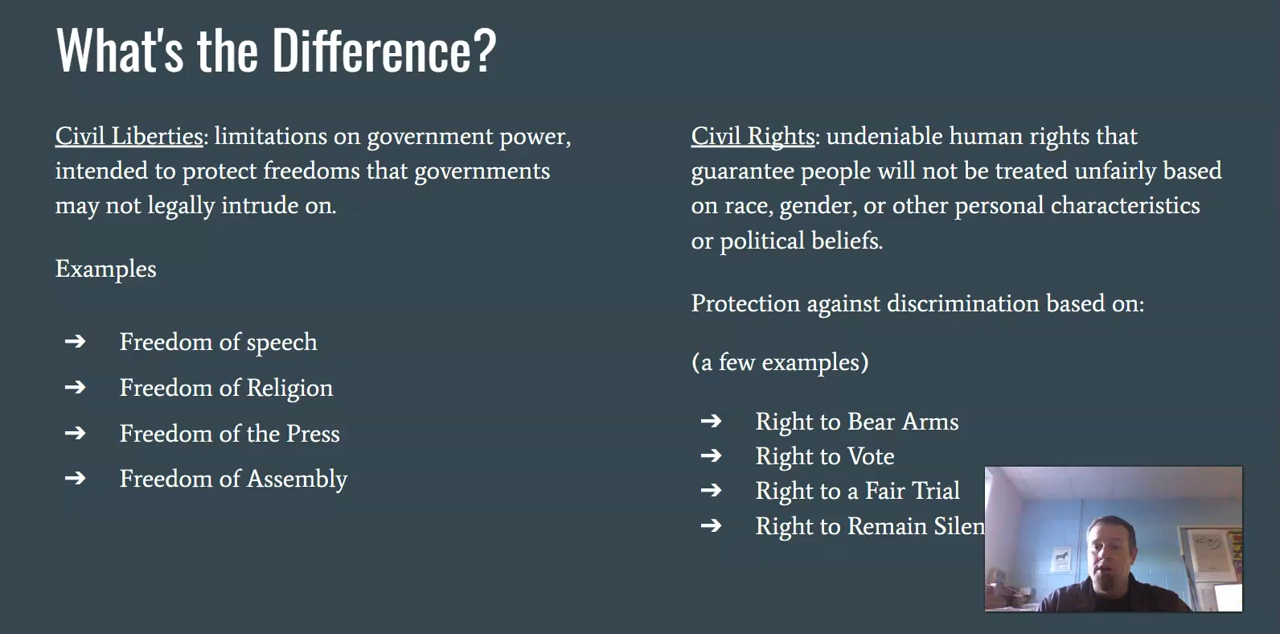 What's the Difference?
Civil Liberties: limitations on government power,
intended to protect freedoms that governments
may not legally intrude on.
Examples
➔ Freedom of speech
➔ Freedom of Religion
➔ Freedom of the Press
➔ Freedom of Assembly
Civil Rights: undeniable human rights that
guarantee people will not be treated unfairly based
on race, gender, or other personal characteristics
or political beliefs.
Protection against discrimination based on:
(a few examples)
➔ Right to Bear Arms
➔ Right to Vote
➔ Right to a Fair Trial
➔ Right to Remain Silen